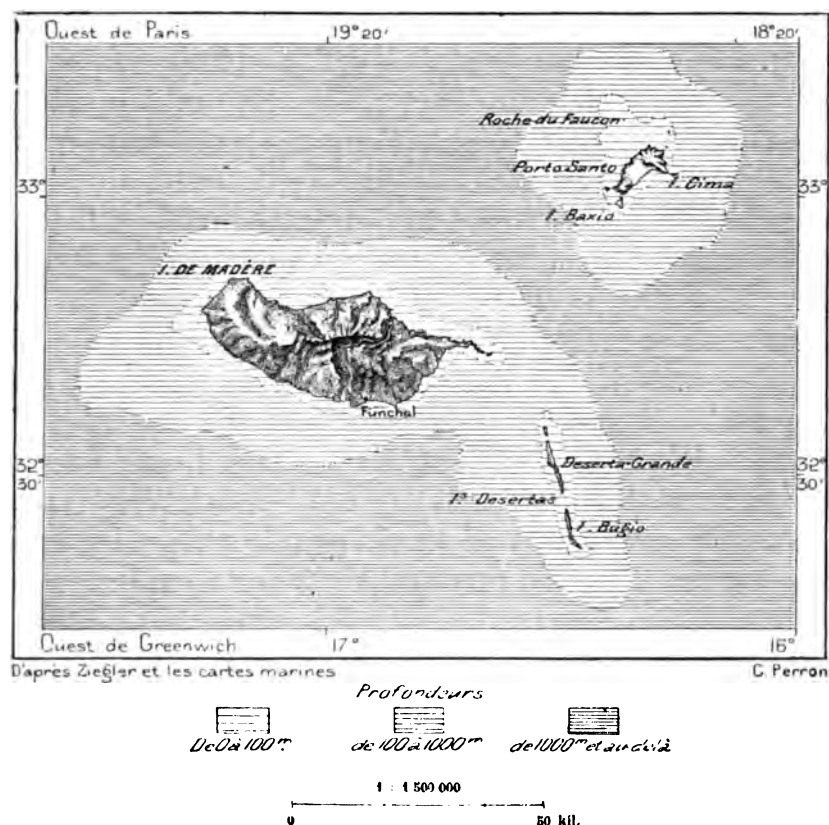 Ouest de Paris 19°20' 18°20'
Roche du Faucon
Porto Santo
I. Cima
33° 33°
I. Baxio
I. DE MADÈRE
Funchal
32° 30' 32° 30'
Deserta Grande
Iˢ Desertas
I. Bugio
Ouest de Greenwich 17° 16°
D'après Ziegler et les cartes marines C. Perron
Profondeurs
De 0 à 100ᵐ de 100 à 1000ᵐ de 1000ᵐ et au delà
1 : 1 500 000
0 50 kil.